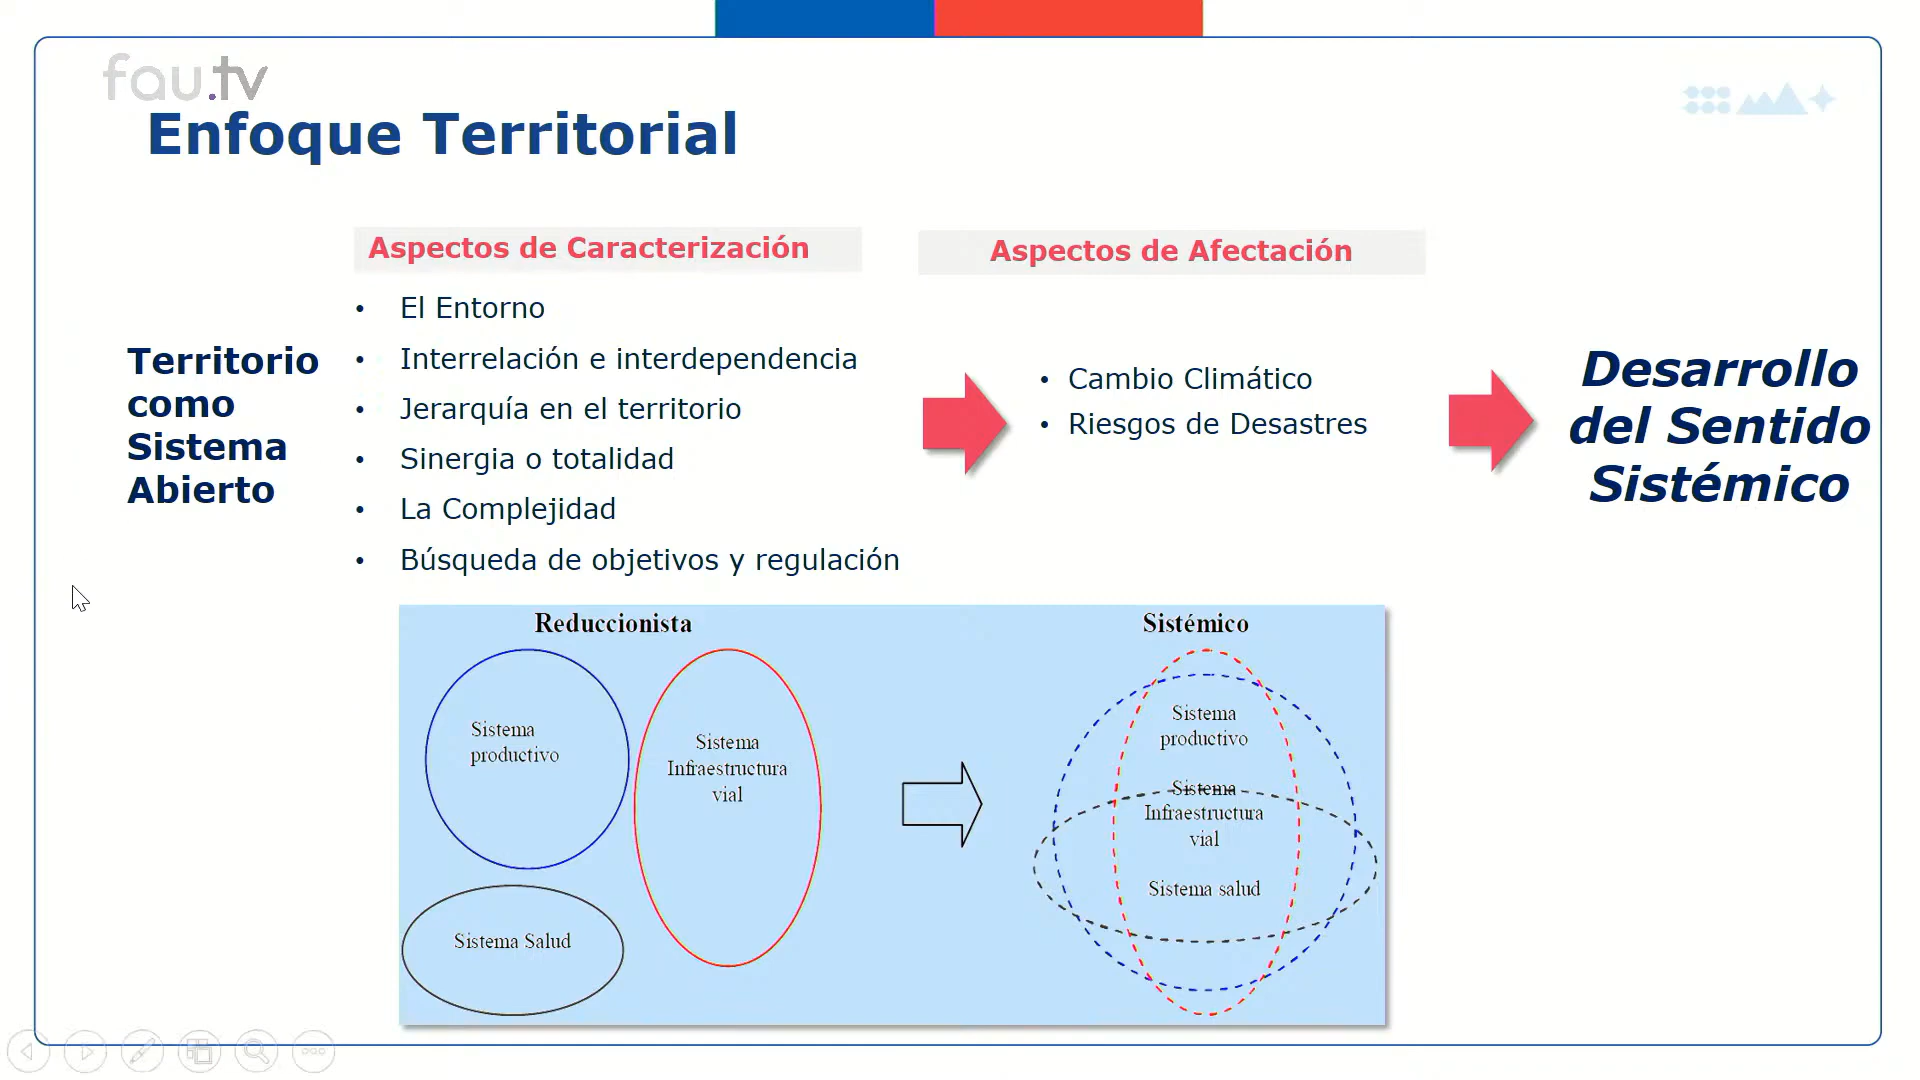 fau.tv
Enfoque Territorial
Aspectos de Caracterización
Aspectos de Afectación
Territorio
como
Sistema
Abierto
• El Entorno
• Interrelación e interdependencia
• Jerarquía en el territorio
• Sinergia o totalidad
• La Complejidad
• Búsqueda de objetivos y regulación
• Cambio Climático
• Riesgos de Desastres
Desarrollo
del Sentido
Sistémico
Reduccionista
Sistema
productivo
Sistema
Infraestructura
vial
Sistema Salud
Sistémico
Sistema
productivo
Sistema
Infraestructura
vial
Sistema salud